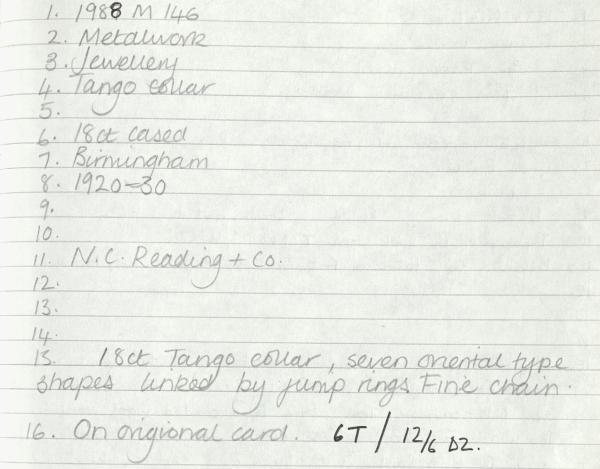 1. 1988 M 146
2. Metalwork
3. Jewellery
4. Tango collar
5.
6. 18ct cased
7. Birmingham
8. 1920-30
9.
10.
11. N.C. Reading + Co.
12.
13.
14.
15. 18ct Tango collar, seven oriental type
shapes linked by jump rings Fine chain.
16. On origional card. 6T / 12/6 DZ.